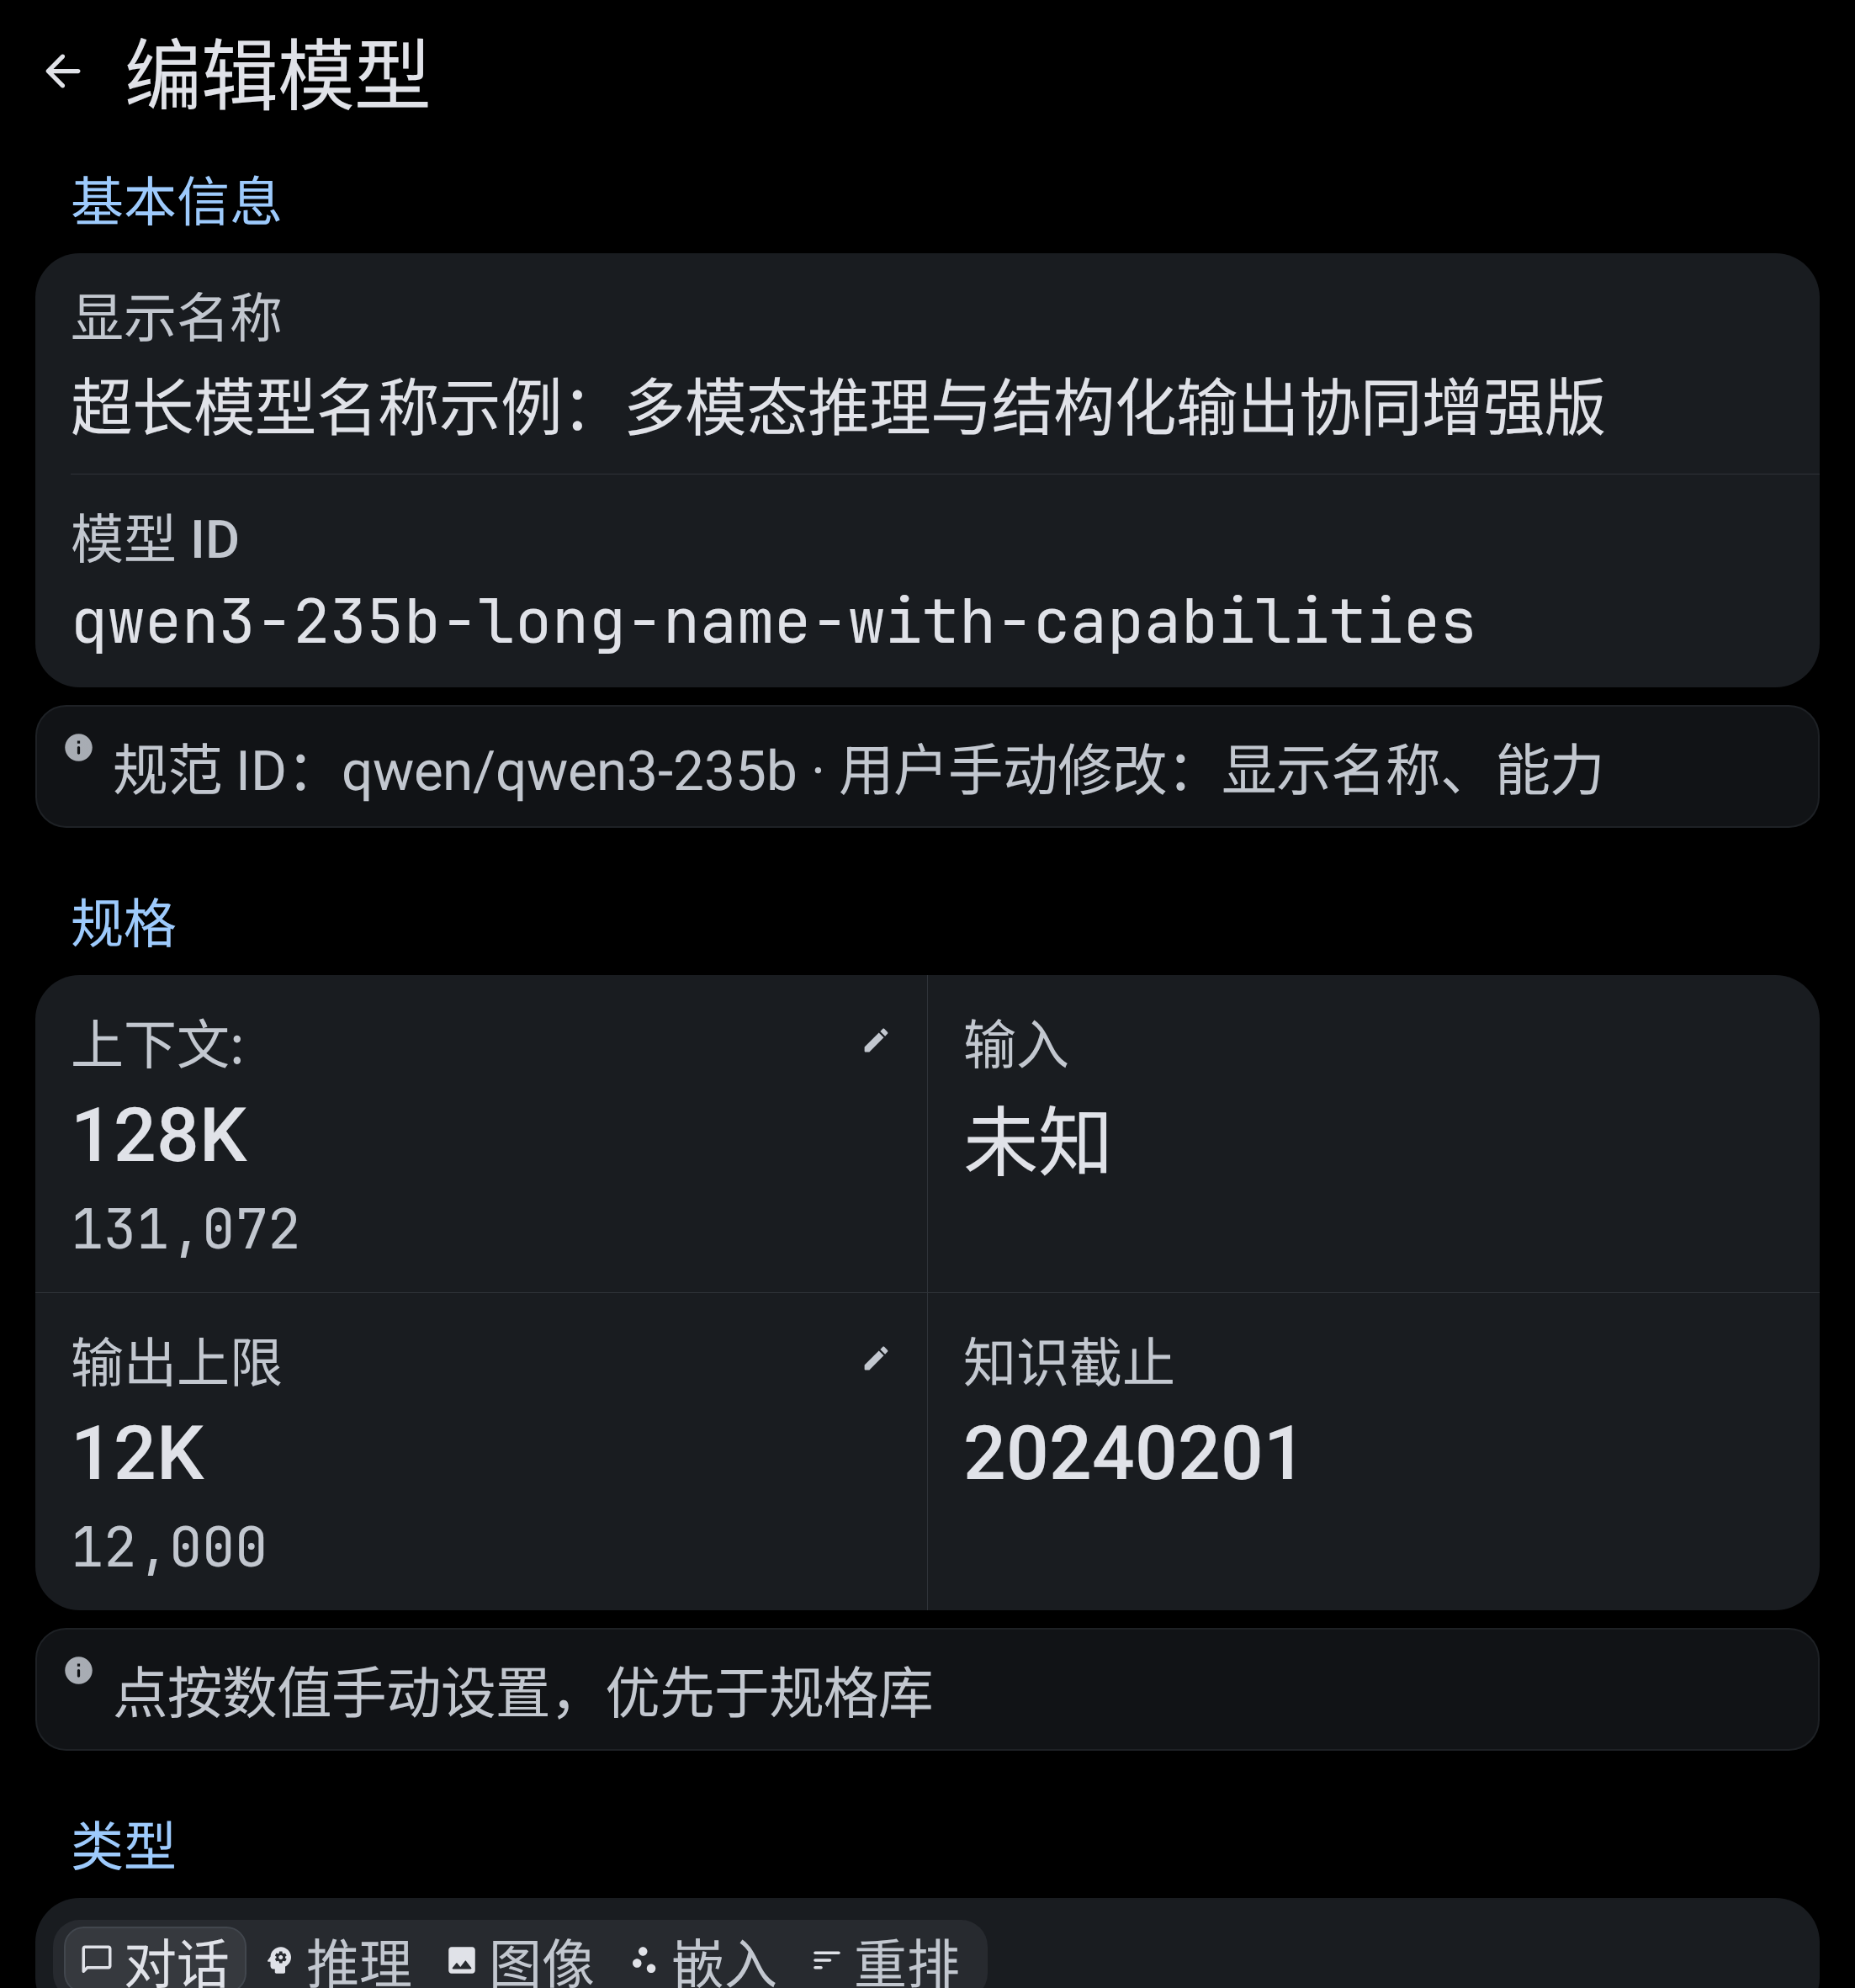 编辑模型
基本信息
显示名称
超长模型名称示例：多模态推理与结构化输出协同增强版
模型 ID
qwen3-235b-long-name-with-capabilities
规范 ID：qwen/qwen3-235b · 用户手动修改：显示名称、能力
规格
上下文:
128K
131,072
输入
未知
输出上限
12K
12,000
知识截止
20240201
点按数值手动设置，优先于规格库
类型
对话 推理 图像 嵌入 重排